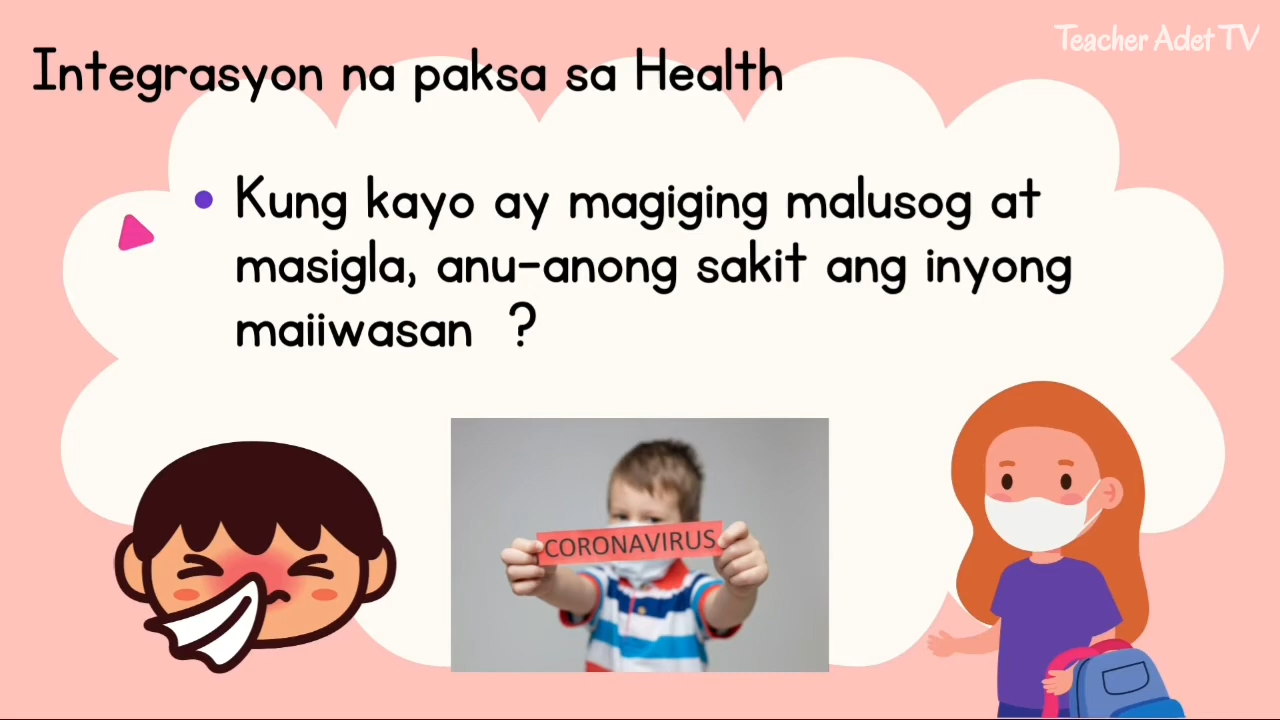 Teacher Adet TV
Integrasyon na paksa sa Health
Kung kayo ay magiging malusog at
masigla, anu-anong sakit ang inyong
maiiwasan ?
CORONAVIRUS